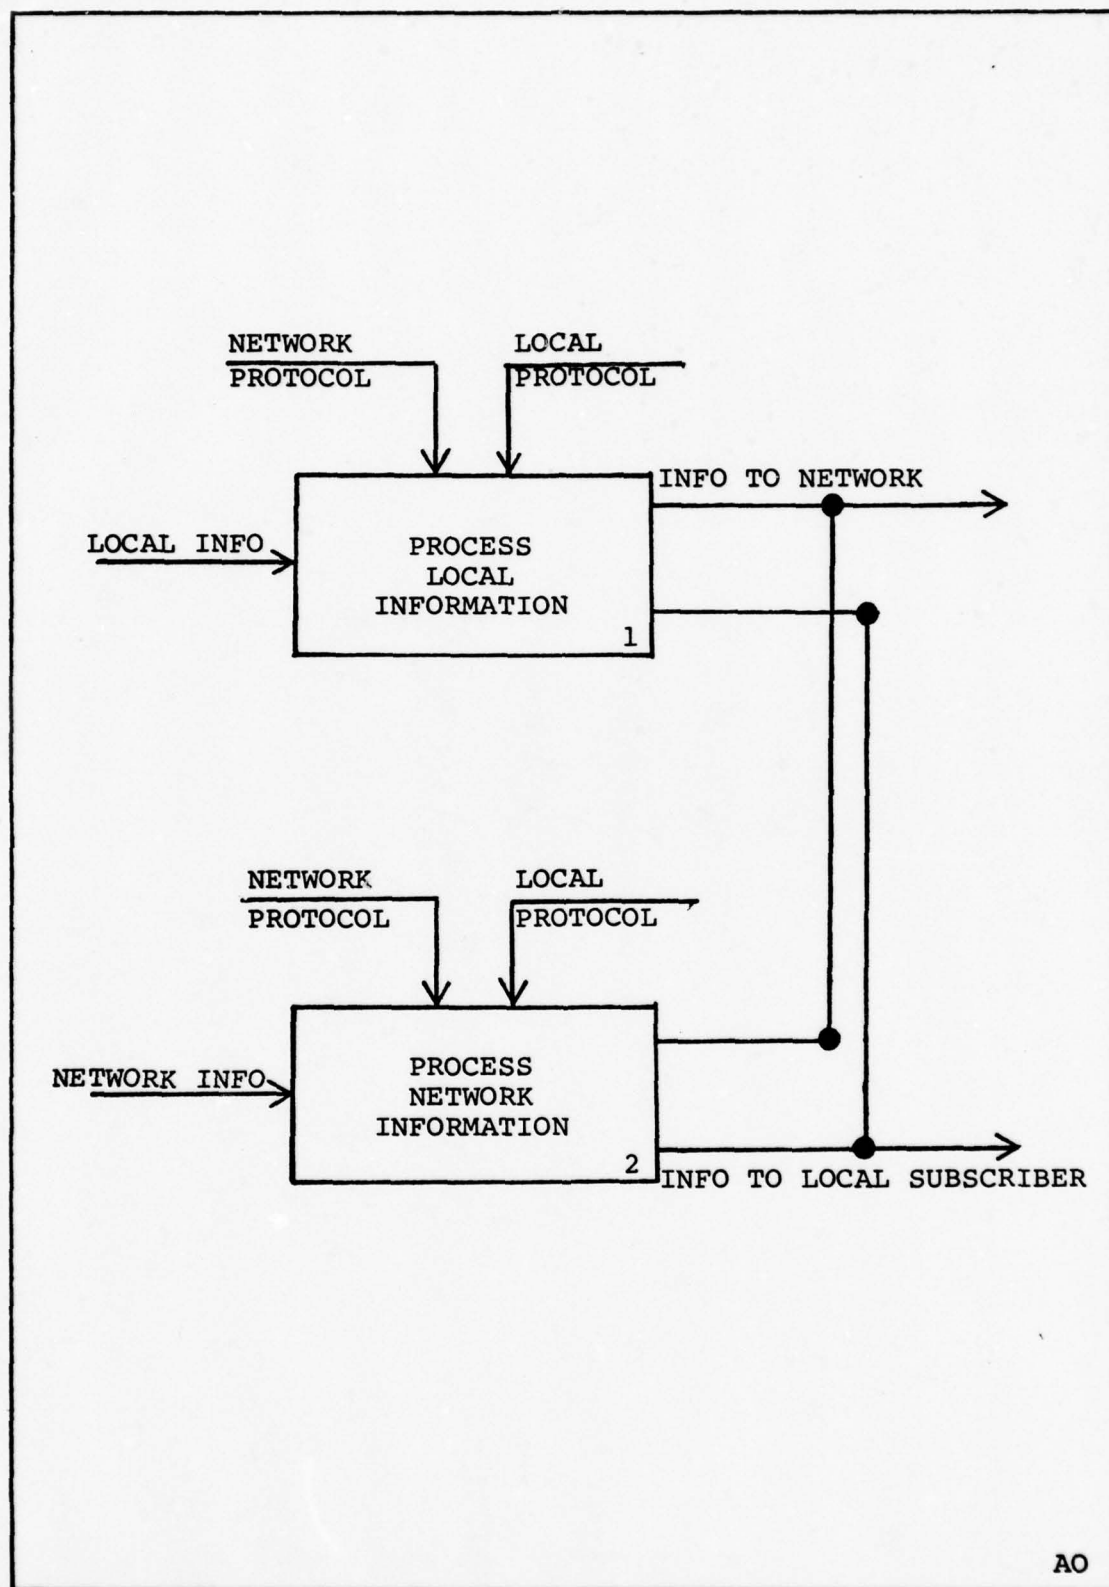 NETWORK
PROTOCOL
LOCAL
PROTOCOL
INFO TO NETWORK
LOCAL INFO
PROCESS
LOCAL
INFORMATION
1
NETWORK
PROTOCOL
LOCAL
PROTOCOL
NETWORK INFO
PROCESS
NETWORK
INFORMATION
2
INFO TO LOCAL SUBSCRIBER
AO